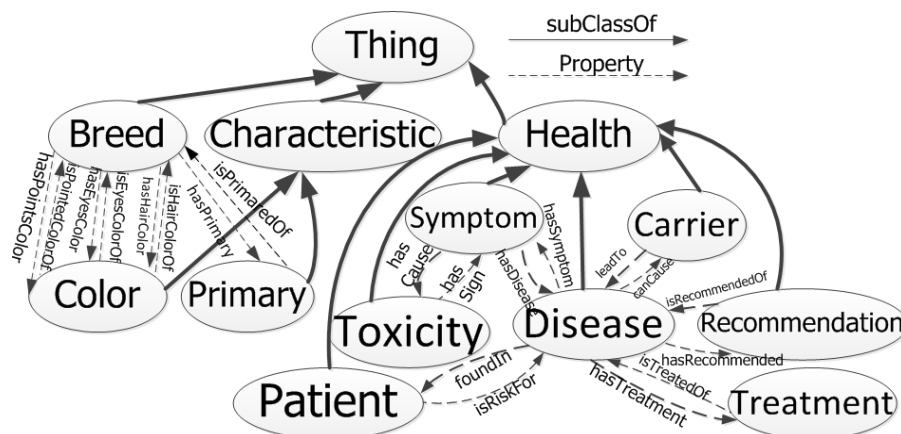 Thing
subClassOf
Property
Breed
Characteristic
Health
hasPointsColor
isPointedColorOf
hasEyesColor
isEyesColorOf
hasHairColor
isHairColorOf
hasPrimary
isPrimatedOf
Symptom
Carrier
has
Cause
has
Sign
hasDisease
hasSymptom
leadTo
canCause
isRecommendedOf
Color
Primary
Toxicity
Disease
Recommendation
hasRecommended
foundIn
isRiskFor
isTreatedOf
hasTreatment
Patient
Treatment